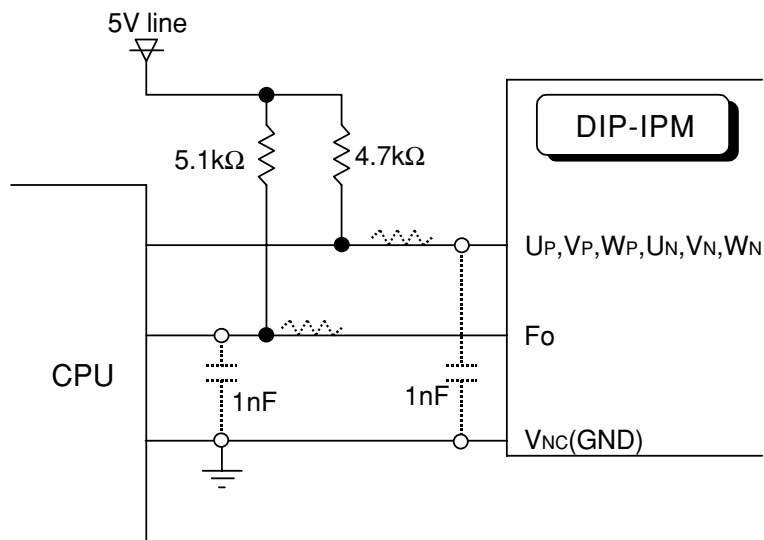 5V line
DIP-IPM
5.1kΩ
4.7kΩ
UP,VP,WP,UN,VN,WN
Fo
CPU
1nF
1nF
VNC(GND)